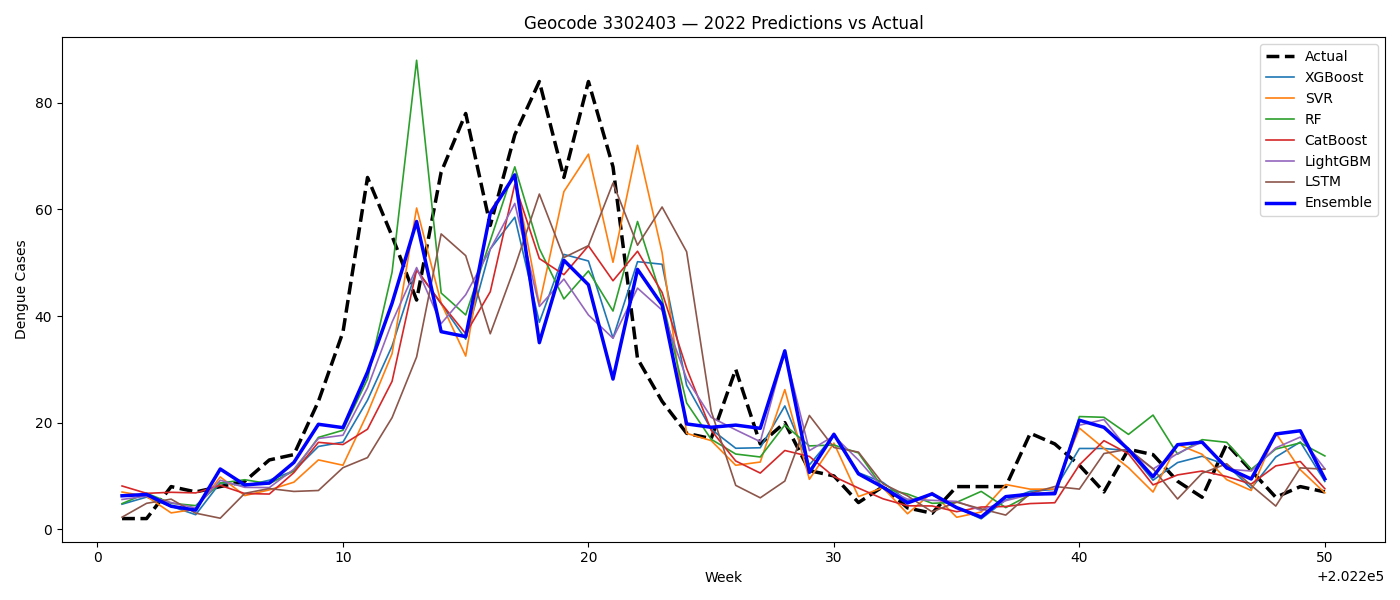 Geocode 3302403 — 2022 Predictions vs Actual
Dengue Cases
80
60
40
20
0
Actual
XGBoost
SVR
RF
CatBoost
LightGBM
LSTM
Ensemble
0 10 20 30 40 50
Week
+2.022e5